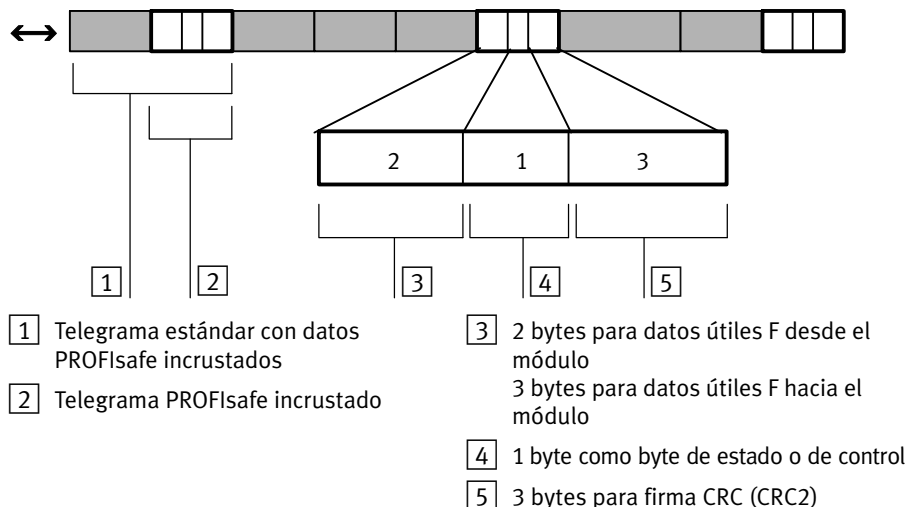 2 1 3
1 2 3 4 5
1 Telegrama estándar con datos
PROFIsafe incrustados
2 Telegrama PROFIsafe incrustado
3 2 bytes para datos útiles F desde el
módulo
3 bytes para datos útiles F hacia el
módulo
4 1 byte como byte de estado o de control
5 3 bytes para firma CRC (CRC2)